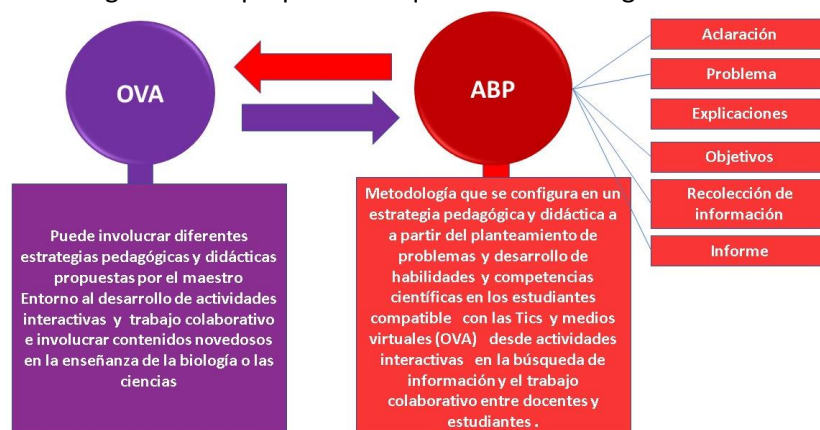 OVA
ABP
Aclaración
Problema
Explicaciones
Objetivos
Recolección de
información
Informe
Puede involucrar diferentes
estrategias pedagógicas y didácticas
propuestas por el maestro
Entorno al desarrollo de actividades
interactivas y trabajo colaborativo
e involucrar contenidos novedosos
en la enseñanza de la biología o las
ciencias
Metodología que se configura en un
estrategia pedagógica y didáctica a
a partir del planteamiento de
problemas y desarrollo de
habilidades y competencias
científicas en los estudiantes
compatible con las Tics y medios
virtuales (OVA) desde actividades
interactivas en la búsqueda de
información y el trabajo
colaborativo entre docentes y
estudiantes .